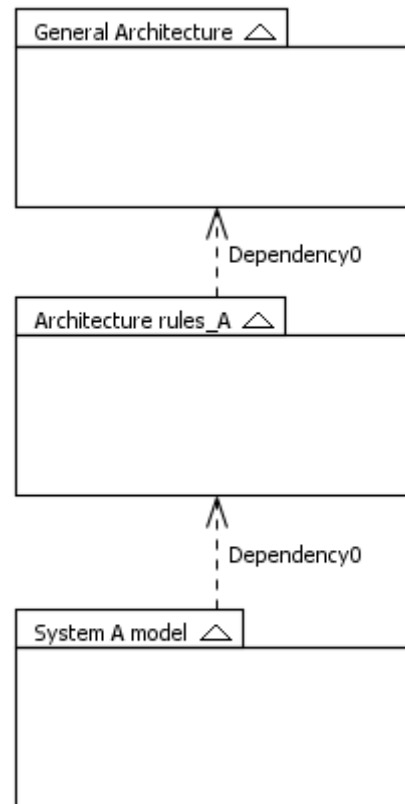 General Architecture
Dependency0
Architecture rules_A
Dependency0
System A model